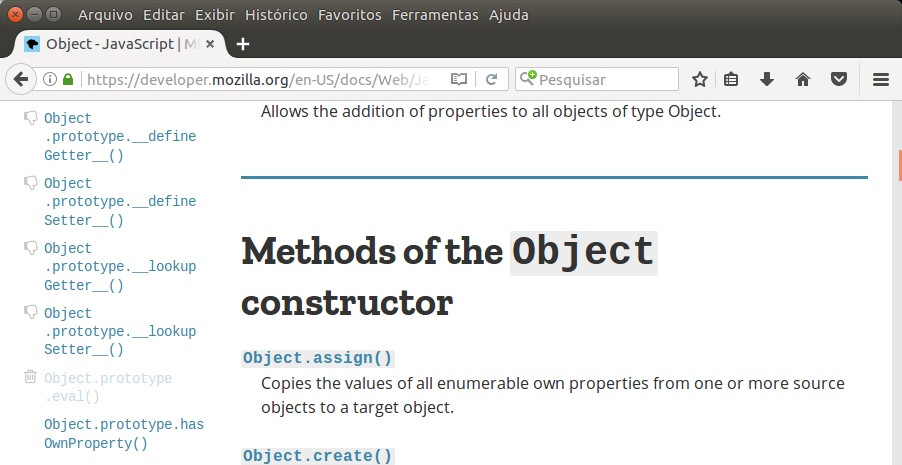 Arquivo Editar Exibir Histórico Favoritos Ferramentas Ajuda
Object - JavaScript |
https://developer.mozilla.org/en-US/docs/Web/Ja
Pesquisar
Object
.prototype.__define
Getter__()
Object
.prototype.__define
Setter__()
Object
.prototype.__lookup
Getter__()
Object
.prototype.__lookup
Setter__()
Object.prototype
.eval()
Object.prototype.has
OwnProperty()
Allows the addition of properties to all objects of type Object.
Methods of the Object
constructor
Object.assign()
Copies the values of all enumerable own properties from one or more source
objects to a target object.
Object.create()